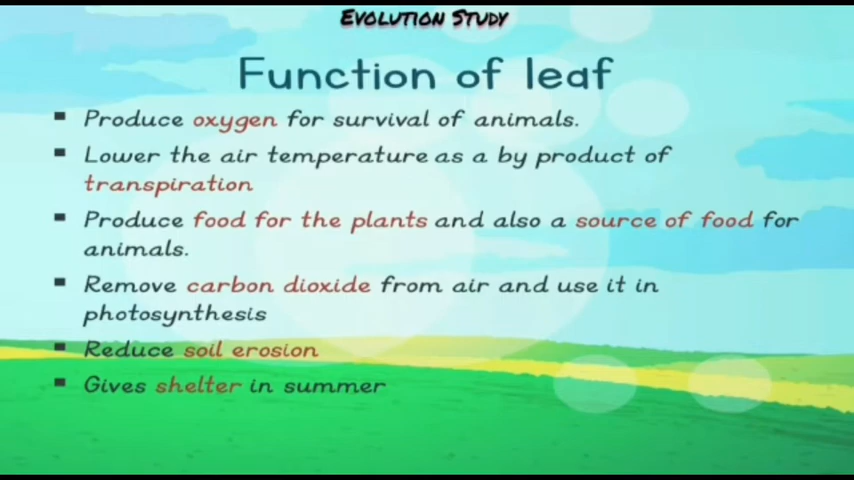 Evolution Study
Function of leaf
▪ Produce oxygen for survival of animals.
▪ Lower the air temperature as a by product of
transpiration
▪ Produce food for the plants and also a source of food for
animals.
▪ Remove carbon dioxide from air and use it in
photosynthesis
▪ Reduce soil erosion
▪ Gives shelter in summer